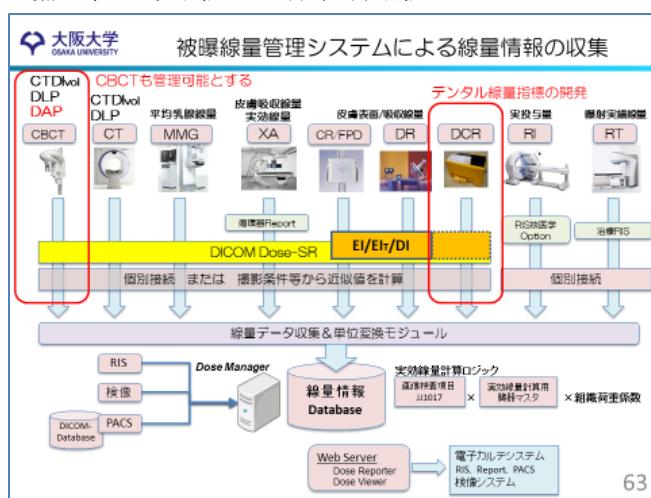 大阪大学
OSAKA UNIVERSITY
被曝線量管理システムによる線量情報の収集
CTDIvol
DLP
DAP
CBCTも管理可能とする
CTDIvol
DLP
平均乳腺線量
皮膚吸収線量
実効線量
皮膚表面/吸収線量
デンタル線量指標の開発
実投与量
曝射実績線量
CBCT
CT
MMG
XA
CR/FPD
DR
DCR
RI
RT
循環器Report
RIS核医学
Option
治療RIS
DICOM Dose-SR
EI/EIT/DI
個別接続 または 撮影条件等から近似値を計算
個別接続
線量データ収集&単位変換モジュール
RIS
検像
PACS
DICOM-
Database
Dose Manager
線量情報
Database
実効線量計算ロジック
画像検査項目
JJ1017
×
実効線量計算用
臓器マスタ
×組織荷重係数
Web Server
Dose Reporter
Dose Viewer
電子カルテシステム
RIS, Report, PACS
検像システム
63